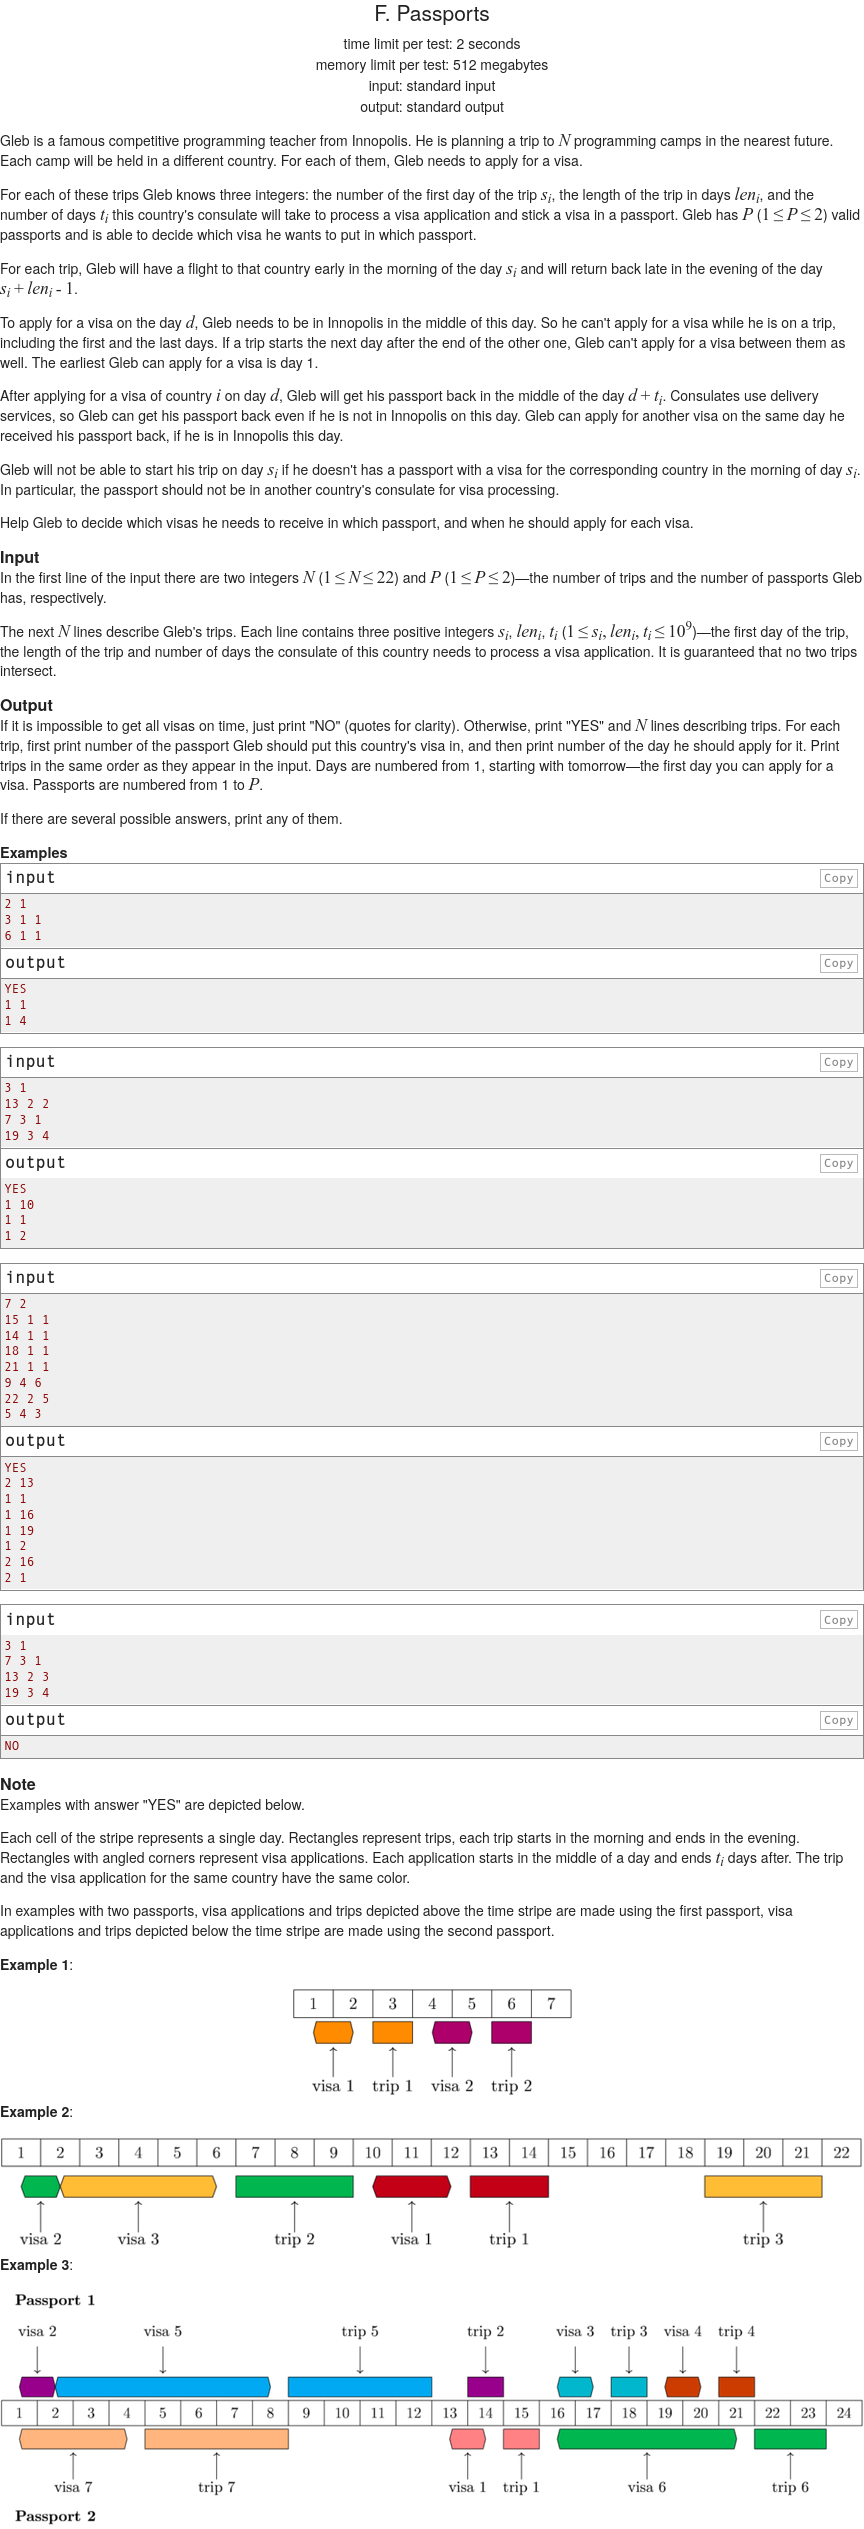 F. Passports
time limit per test: 2 seconds
memory limit per test: 512 megabytes
input: standard input
output: standard output
Gleb is a famous competitive programming teacher from Innopolis. He is planning a trip to N programming camps in the nearest future.
Each camp will be held in a different country. For each of them, Gleb needs to apply for a visa.
For each of these trips Gleb knows three integers: the number of the first day of the trip s_i, the length of the trip in days len_i, and the
number of days t_i this country's consulate will take to process a visa application and stick a visa in a passport. Gleb has P (1 ≤ P ≤ 2) valid
passports and is able to decide which visa he wants to put in which passport.
For each trip, Gleb will have a flight to that country early in the morning of the day s_i and will return back late in the evening of the day
s_i + len_i - 1.
To apply for a visa on the day d, Gleb needs to be in Innopolis in the middle of this day. So he can't apply for a visa while he is on a trip,
including the first and the last days. If a trip starts the next day after the end of the other one, Gleb can't apply for a visa between them as
well. The earliest Gleb can apply for a visa is day 1.
After applying for a visa of country i on day d, Gleb will get his passport back in the middle of the day d + t_i. Consulates use delivery
services, so Gleb can get his passport back even if he is not in Innopolis on this day. Gleb can apply for another visa on the same day he
received his passport back, if he is in Innopolis this day.
Gleb will not be able to start his trip on day s_i if he doesn't has a passport with a visa for the corresponding country in the morning of day s_i.
In particular, the passport should not be in another country's consulate for visa processing.
Help Gleb to decide which visas he needs to receive in which passport, and when he should apply for each visa.
Input
In the first line of the input there are two integers N (1 ≤ N ≤ 22) and P (1 ≤ P ≤ 2)—the number of trips and the number of passports Gleb
has, respectively.
The next N lines describe Gleb's trips. Each line contains three positive integers s_i, len_i, t_i (1 ≤ s_i, len_i, t_i ≤ 10^9)—the first day of the trip,
the length of the trip and number of days the consulate of this country needs to process a visa application. It is guaranteed that no two trips
intersect.
Output
If it is impossible to get all visas on time, just print "NO" (quotes for clarity). Otherwise, print "YES" and N lines describing trips. For each
trip, first print number of the passport Gleb should put this country's visa in, and then print number of the day he should apply for it. Print
trips in the same order as they appear in the input. Days are numbered from 1, starting with tomorrow—the first day you can apply for a
visa. Passports are numbered from 1 to P.
If there are several possible answers, print any of them.
Examples
input Copy
2 1
3 1 1
6 1 1
output Copy
YES
1 1
1 4
input Copy
3 1
13 2 2
7 3 1
19 3 4
output Copy
YES
1 10
1 1
1 2
input Copy
7 2
15 1 1
14 1 1
18 1 1
21 1 1
9 4 6
22 2 5
5 4 3
output Copy
YES
2 13
1 1
1 16
1 19
1 2
2 16
2 1
input Copy
3 1
7 3 1
13 2 3
19 3 4
output Copy
NO
Note
Examples with answer "YES" are depicted below.
Each cell of the stripe represents a single day. Rectangles represent trips, each trip starts in the morning and ends in the evening.
Rectangles with angled corners represent visa applications. Each application starts in the middle of a day and ends t_i days after. The trip
and the visa application for the same country have the same color.
In examples with two passports, visa applications and trips depicted above the time stripe are made using the first passport, visa
applications and trips depicted below the time stripe are made using the second passport.
Example 1:
1 2 3 4 5 6 7
visa 1 trip 1 visa 2 trip 2
Example 2:
1 2 3 4 5 6 7 8 9 10 11 12 13 14 15 16 17 18 19 20 21 22
visa 2 visa 3 trip 2 visa 1 trip 1 trip 3
Example 3:
Passport 1
visa 2 visa 5 trip 5 trip 2 visa 3 trip 3 visa 4 trip 4
1 2 3 4 5 6 7 8 9 10 11 12 13 14 15 16 17 18 19 20 21 22 23 24
visa 7 trip 7 visa 1 trip 1 visa 6 trip 6
Passport 2